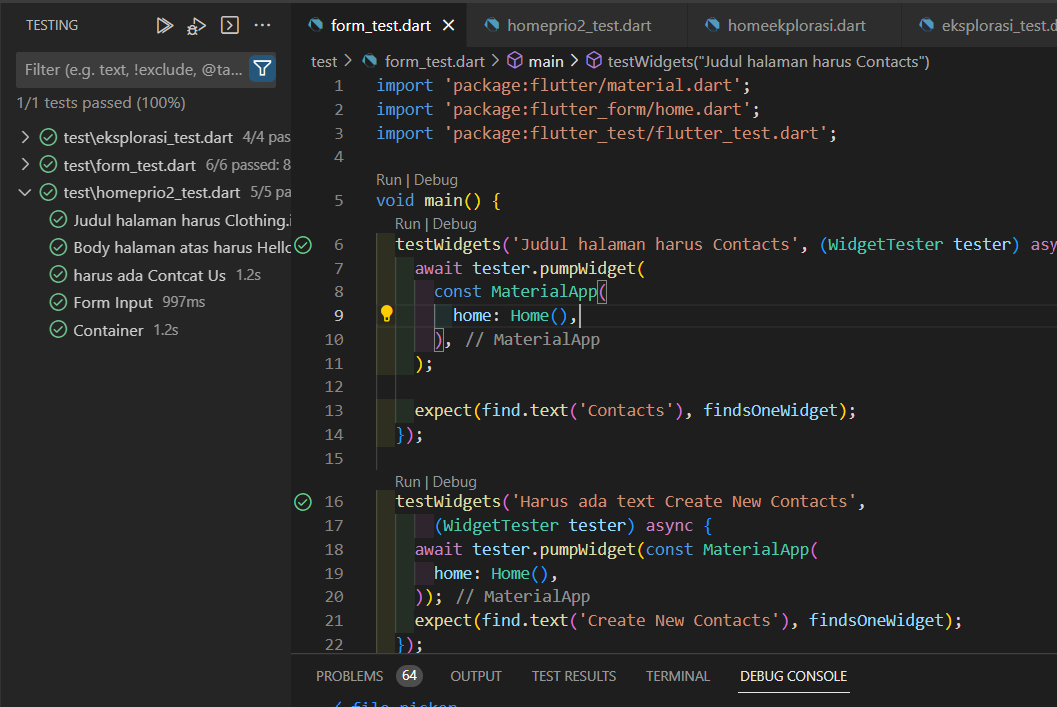 TESTING
Filter (e.g. text, !exclude, @ta...
1/1 tests passed (100%)
test\eksplorasi_test.dart 4/4 pas
test\form_test.dart 6/6 passed: 8
test\homeprio2_test.dart 5/5 pa
Judul halaman harus Clothing.i
Body halaman atas harus Hello
harus ada Contcat Us 1.2s
Form Input 997ms
Container 1.2s
form_test.dart homeprio2_test.dart homeekplorasi.dart eksplorasi_test.d
test > form_test.dart > main > testWidgets("Judul halaman harus Contacts")
1 import 'package:flutter/material.dart';
2 import 'package:flutter_form/home.dart';
3 import 'package:flutter_test/flutter_test.dart';
4
Run | Debug
5 void main() {
Run | Debug
6 testWidgets('Judul halaman harus Contacts', (WidgetTester tester) asy
7 await tester.pumpWidget(
8 const MaterialApp(
9 home: Home(),
10 ), // MaterialApp
11 );
12
13 expect(find.text('Contacts'), findsOneWidget);
14 });
15
Run | Debug
16 testWidgets('Harus ada text Create New Contacts',
17 (WidgetTester tester) async {
18 await tester.pumpWidget(const MaterialApp(
19 home: Home(),
20 )); // MaterialApp
21 expect(find.text('Create New Contacts'), findsOneWidget);
22 });
PROBLEMS 64 OUTPUT TEST RESULTS TERMINAL DEBUG CONSOLE